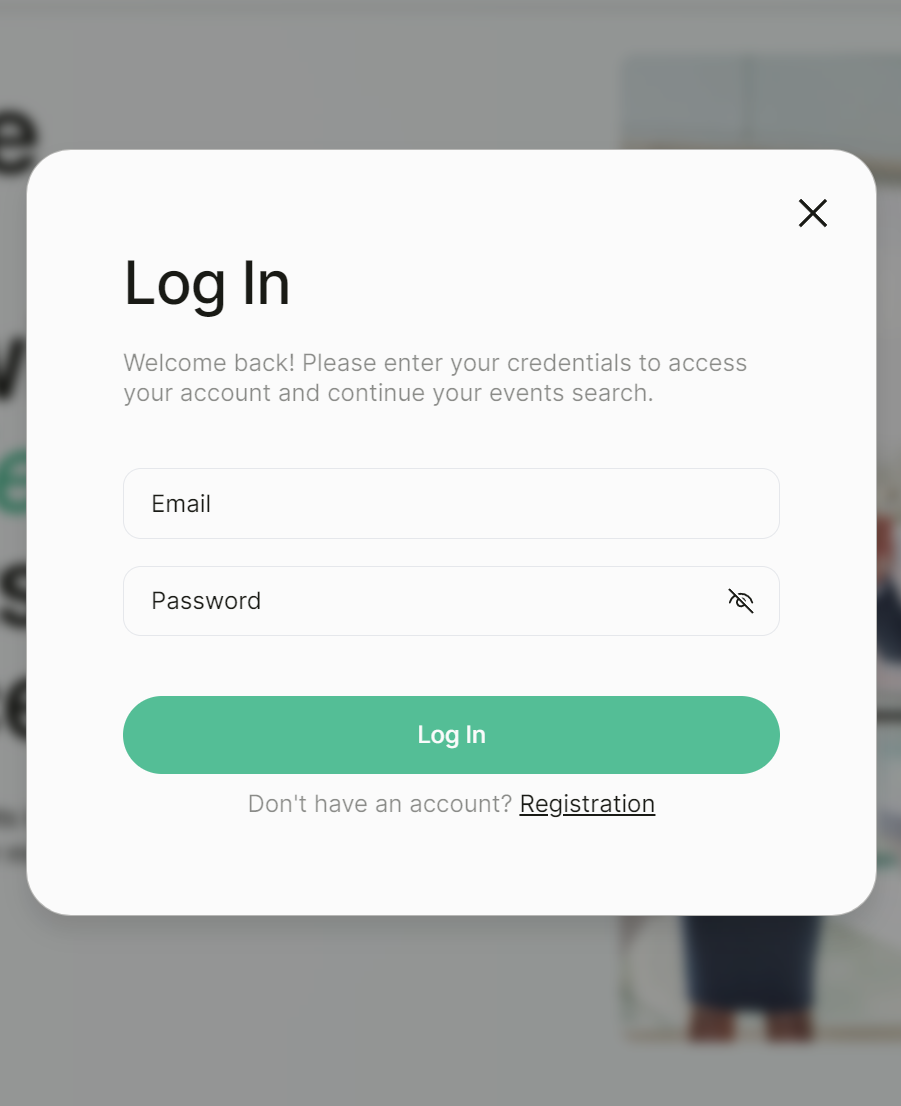 Log In
Welcome back! Please enter your credentials to access
your account and continue your events search.
Email
Password
Log In
Don't have an account? Registration